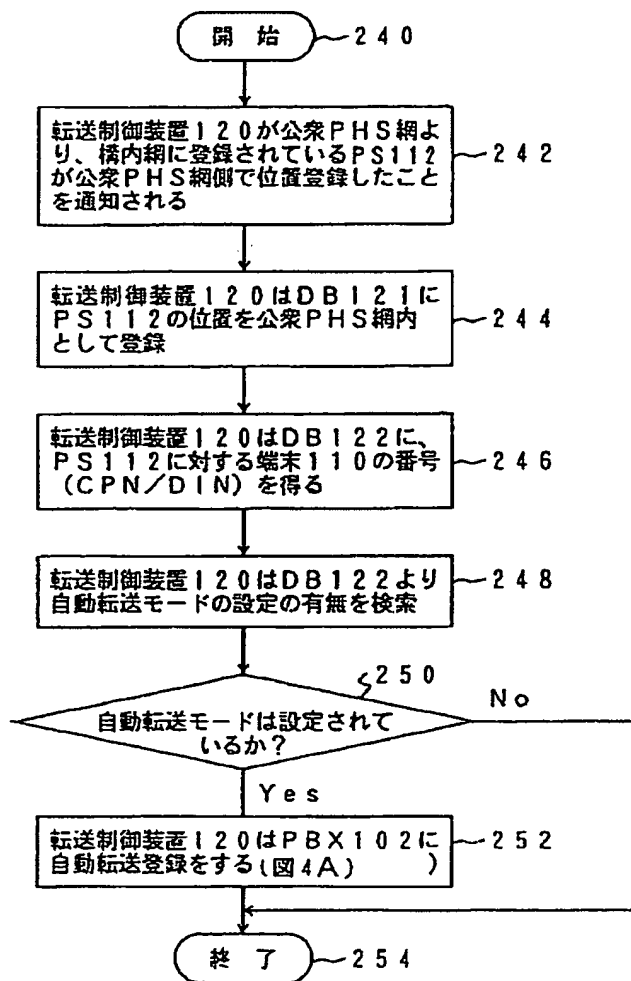 開 始
240
転送制御装置120が公衆PHS網よ
り、構内網に登録されているPS112
が公衆PHS網側で位置登録したこと
を通知される
242
転送制御装置120はDB121に
PS112の位置を公衆PHS網内
として登録
244
転送制御装置120はDB122に、
PS112に対する端末110の番号
(CPN/DIN)を得る
246
転送制御装置120はDB122より
自動転送モードの設定の有無を検索
248
250
自動転送モードは設定されて
いるか?
No
Yes
転送制御装置120はPBX102に
自動転送登録をする(図4A) )
252
終 了
254